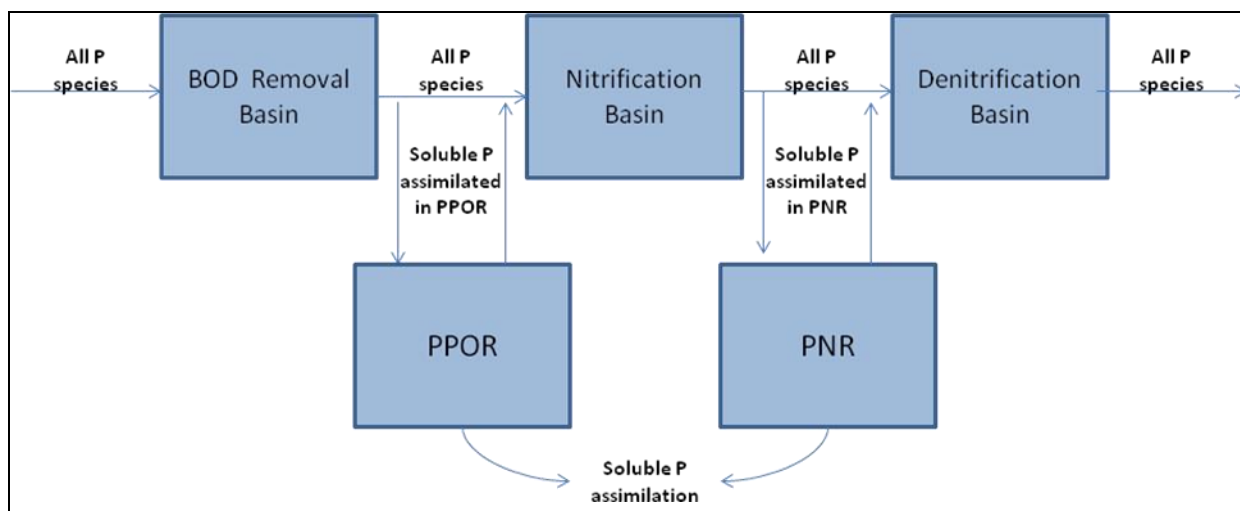 All P
species
BOD Removal
Basin
All P
species
Nitrification
Basin
All P
species
Denitrification
Basin
All P
species
Soluble P
assimilated
in PPOR
Soluble P
assimilated
in PNR
PPOR
PNR
Soluble P
assimilation